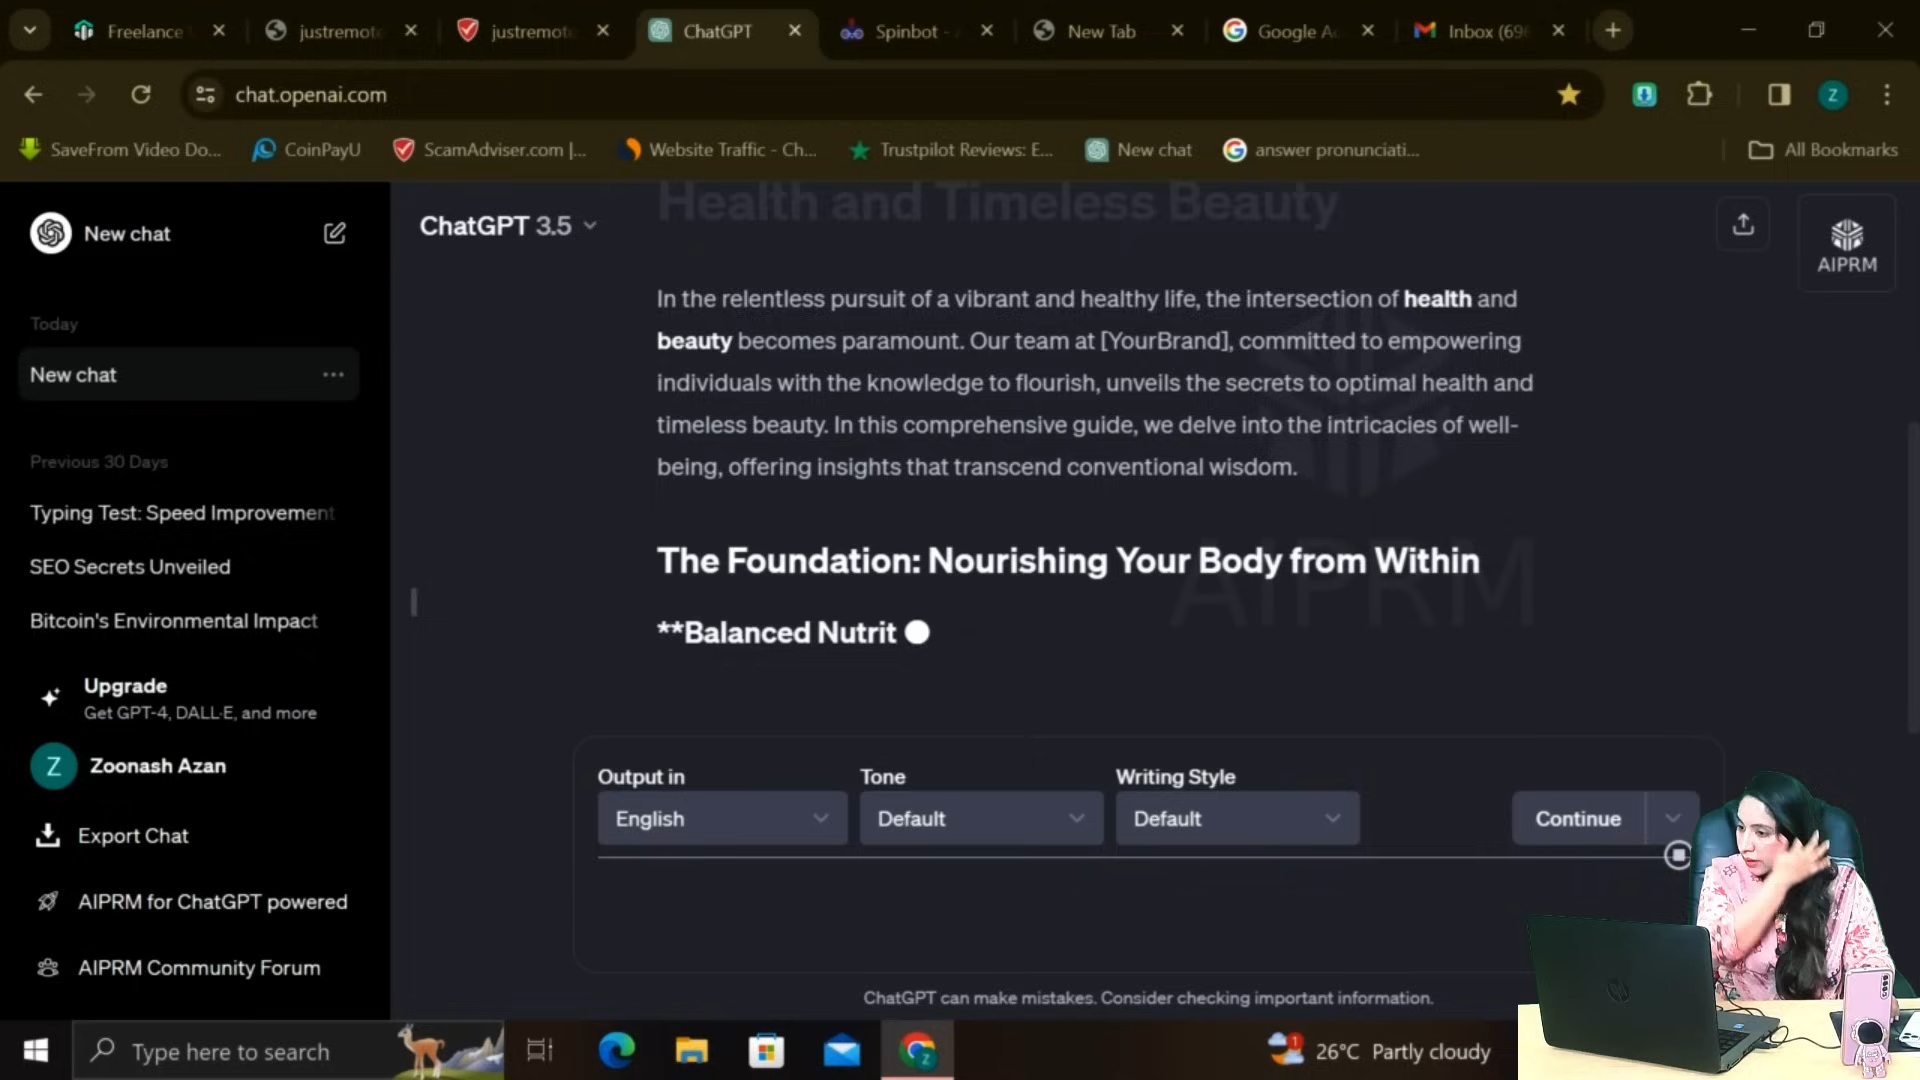 Freelance
justremot
justremot
ChatGPT
Spinbot -
New Tab
Google A
Inbox (69
chat.openai.com
SaveFrom Video Do...
CoinPayU
ScamAdviser.com |...
Website Traffic - Ch...
Trustpilot Reviews: E...
New chat
answer pronunciati...
All Bookmarks
New chat
Today
New chat
Previous 30 Days
Typing Test: Speed Improvement
SEO Secrets Unveiled
Bitcoin's Environmental Impact
Upgrade
Get GPT-4, DALL·E, and more
Z
Zoonash Azan
Export Chat
AIPRM for ChatGPT powered
AIPRM Community Forum
ChatGPT 3.5
AIPRM
Health and Timeless Beauty
In the relentless pursuit of a vibrant and healthy life, the intersection of health and
beauty becomes paramount. Our team at [YourBrand], committed to empowering
individuals with the knowledge to flourish, unveils the secrets to optimal health and
timeless beauty. In this comprehensive guide, we delve into the intricacies of well-
being, offering insights that transcend conventional wisdom.
The Foundation: Nourishing Your Body from Within
**Balanced Nutrit
AIPRM
Output in
Tone
Writing Style
English
Default
Default
Continue
ChatGPT can make mistakes. Consider checking important information.
Type here to search
1
26°C Partly cloudy